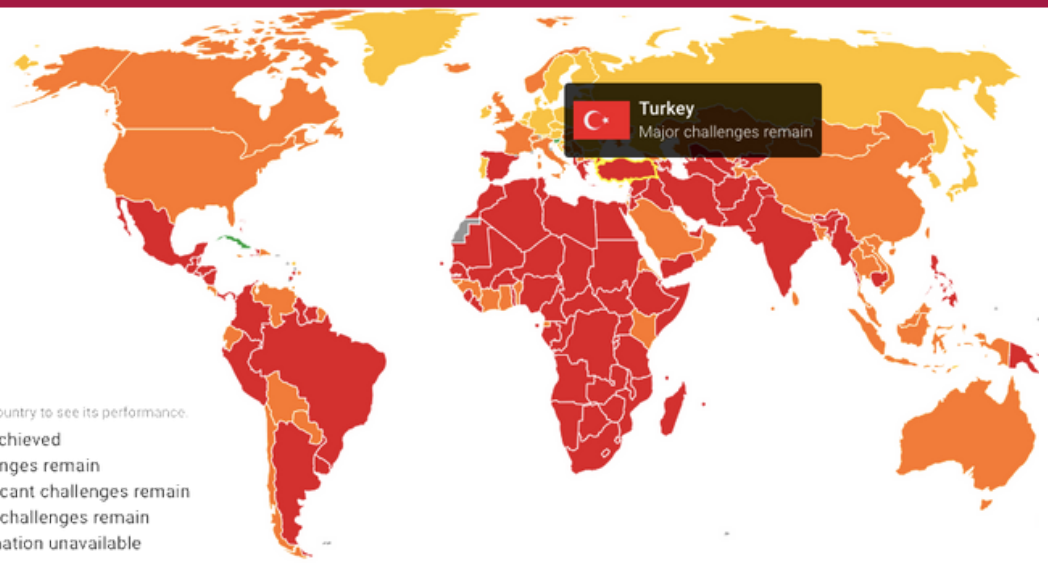 Turkey
Major challenges remain
ountry to see its performance.
chieved
nges remain
cant challenges remain
challenges remain
nation unavailable